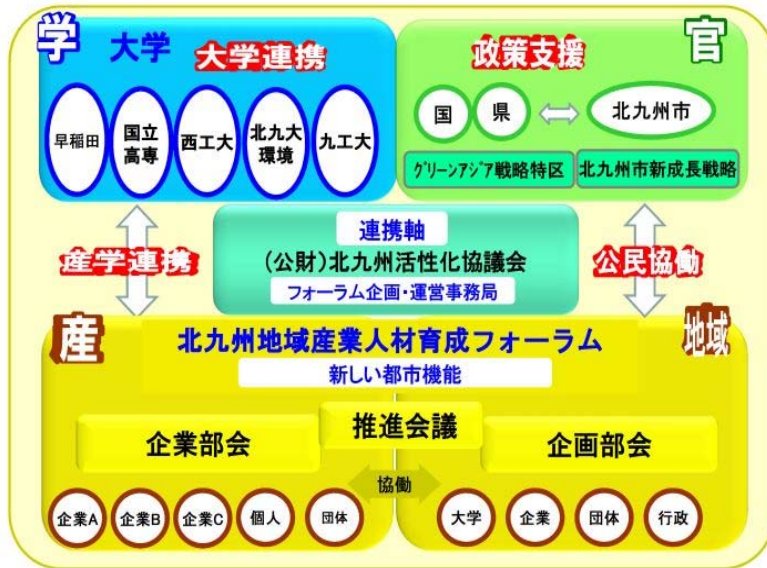 学
大学
大学連携
早稲田
国立
高専
西工大
北九大
環境
九工大
官
政策支援
国
県
北九州市
グリーンアジア戦略特区
北九州市新成長戦略
産学連携
連携軸
(公財)北九州活性化協議会
フォーラム企画・運営事務局
公民協働
産
地域
北九州地域産業人材育成フォーラム
新しい都市機能
企業部会
推進会議
企画部会
協働
企業A
企業B
企業C
個人
団体
大学
企業
団体
行政